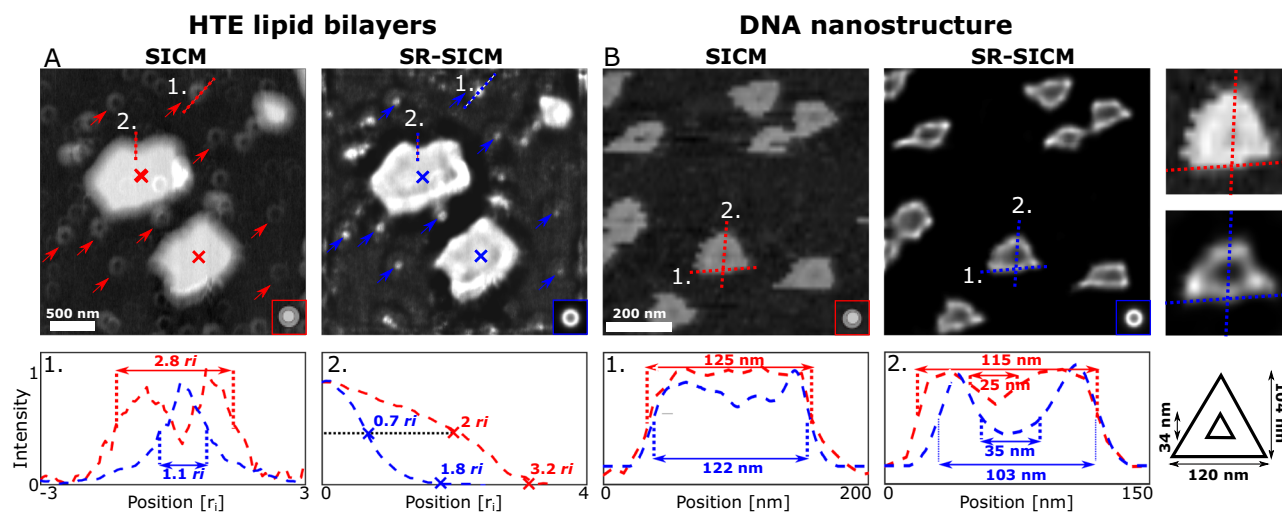 HTE lipid bilayers
DNA nanostructure
A
SICM
SR-SICM
B
SICM
SR-SICM
1.
2.
500 nm
1.
2.
2.
1.
200 nm
2.
1.
1.
2.8 ri
1.1 ri
Intensity
1
0
-3
Position [ri]
3
2.
0.7 ri
2 ri
1.8 ri
3.2 ri
0
Position [ri]
4
1.
125 nm
122 nm
0
Position [nm]
200
2.
115 nm
25 nm
35 nm
103 nm
0
Position [nm]
150
34 nm
104 nm
120 nm